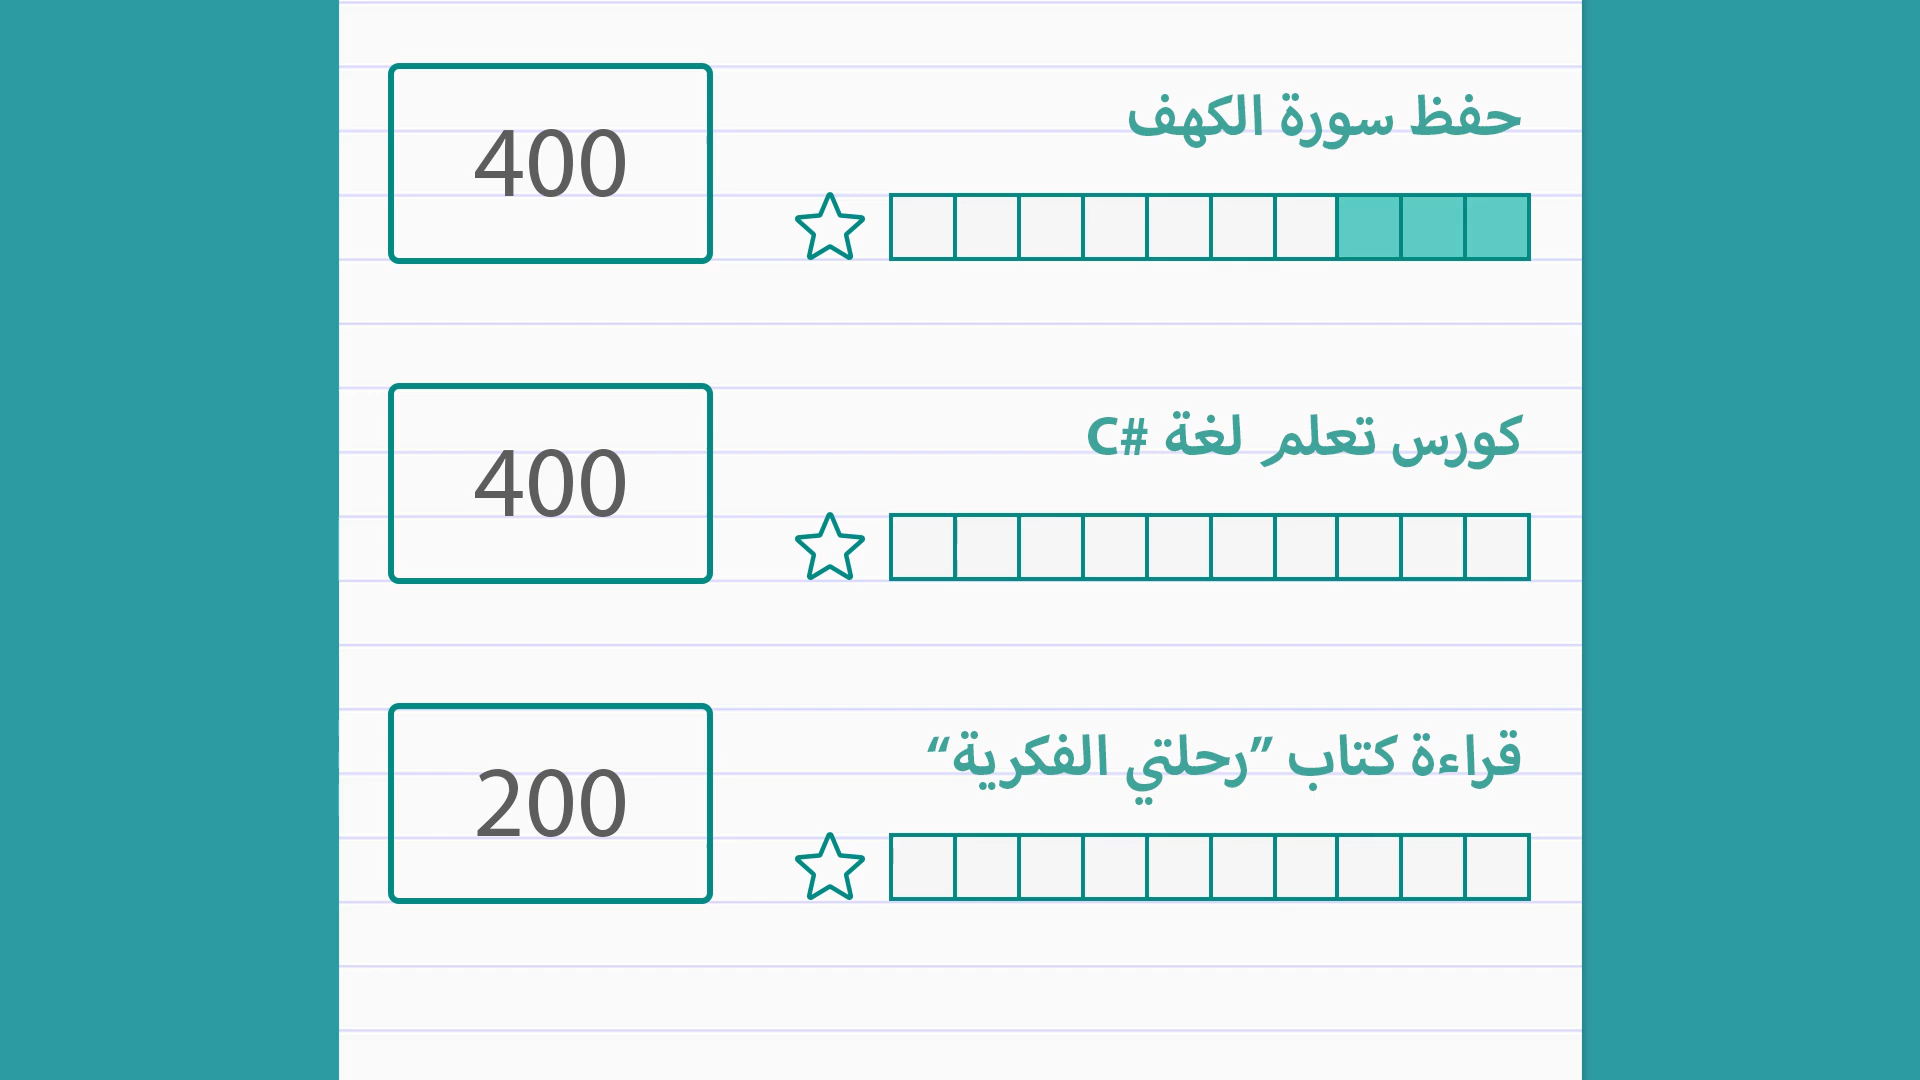 حفظ سورة الكهف
400
كورس تعلم لغة C#
400
قراءة كتاب ”رحلتي الفكرية“
200